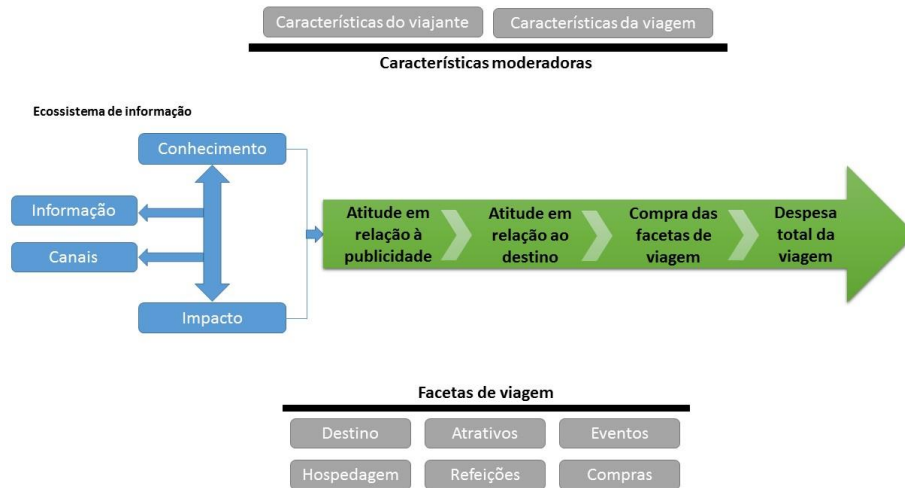 Características do viajante
Características da viagem
Características moderadoras
Ecossistema de informação
Conhecimento
Informação
Canais
Impacto
Atitude em
relação à
publicidade
Atitude em
relação ao
destino
Compra das
facetas de
viagem
Despesa
total da
viagem
Facetas de viagem
Destino
Atrativos
Eventos
Hospedagem
Refeições
Compras